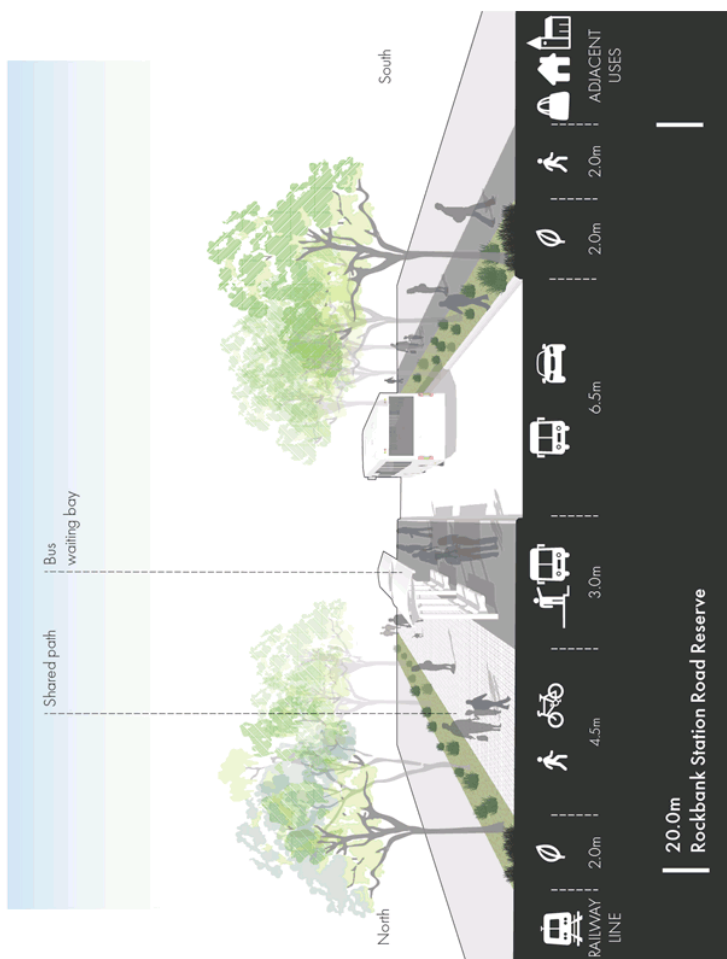 Shared path
Bus
waiting bay
North
South
RAILWAY
LINE
2.0m
4.5m
3.0m
6.5m
2.0m
2.0m
ADJACENT
USES
20.0m
Rockbank Station Road Reserve